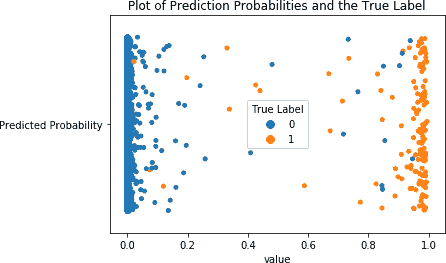 Plot of Prediction Probabilities and the True Label
Predicted Probability
True Label
0
1
0.0 0.2 0.4 0.6 0.8 1.0
value